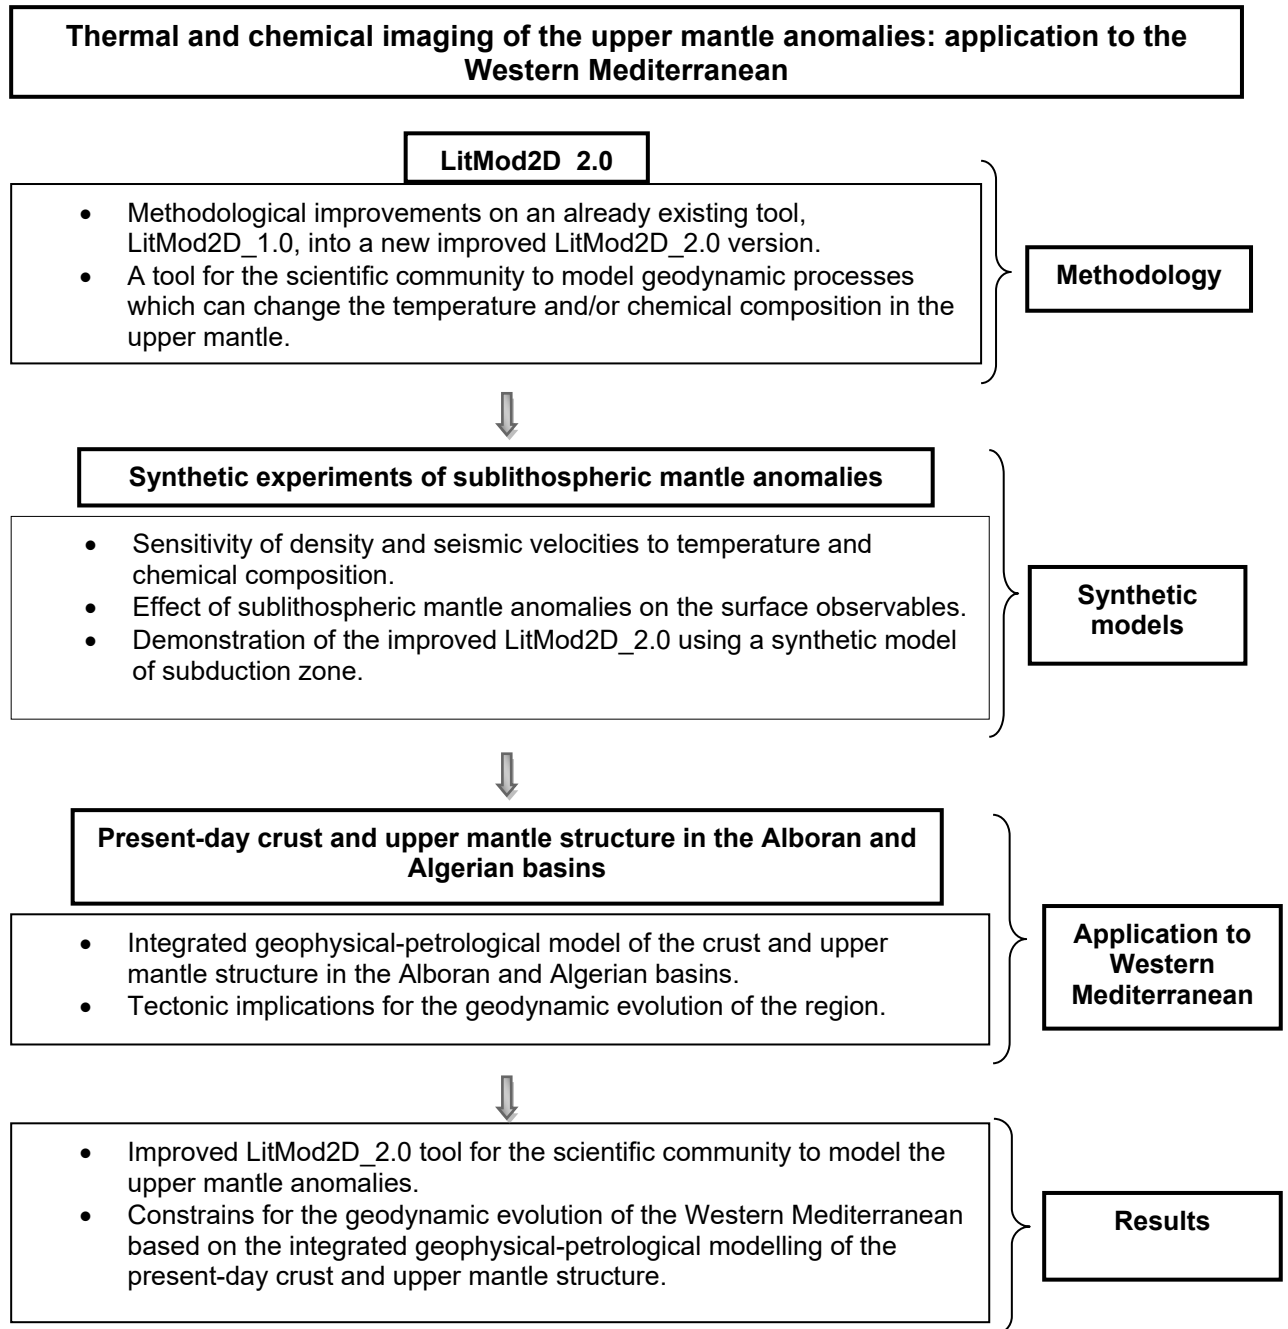 Thermal and chemical imaging of the upper mantle anomalies: application to the
Western Mediterranean
LitMod2D  2.0
• Methodological improvements on an already existing tool,
LitMod2D_1.0, into a new improved LitMod2D_2.0 version.
• A tool for the scientific community to model geodynamic processes
which can change the temperature and/or chemical composition in the
upper mantle.
Methodology
Synthetic experiments of sublithospheric mantle anomalies
• Sensitivity of density and seismic velocities to temperature and
chemical composition.
• Effect of sublithospheric mantle anomalies on the surface observables.
• Demonstration of the improved LitMod2D_2.0 using a synthetic model
of subduction zone.
Synthetic
models
Present-day crust and upper mantle structure in the Alboran and
Algerian basins
• Integrated geophysical-petrological model of the crust and upper
mantle structure in the Alboran and Algerian basins.
• Tectonic implications for the geodynamic evolution of the region.
Application to
Western
Mediterranean
• Improved LitMod2D_2.0 tool for the scientific community to model the
upper mantle anomalies.
• Constrains for the geodynamic evolution of the Western Mediterranean
based on the integrated geophysical-petrological modelling of the
present-day crust and upper mantle structure.
Results